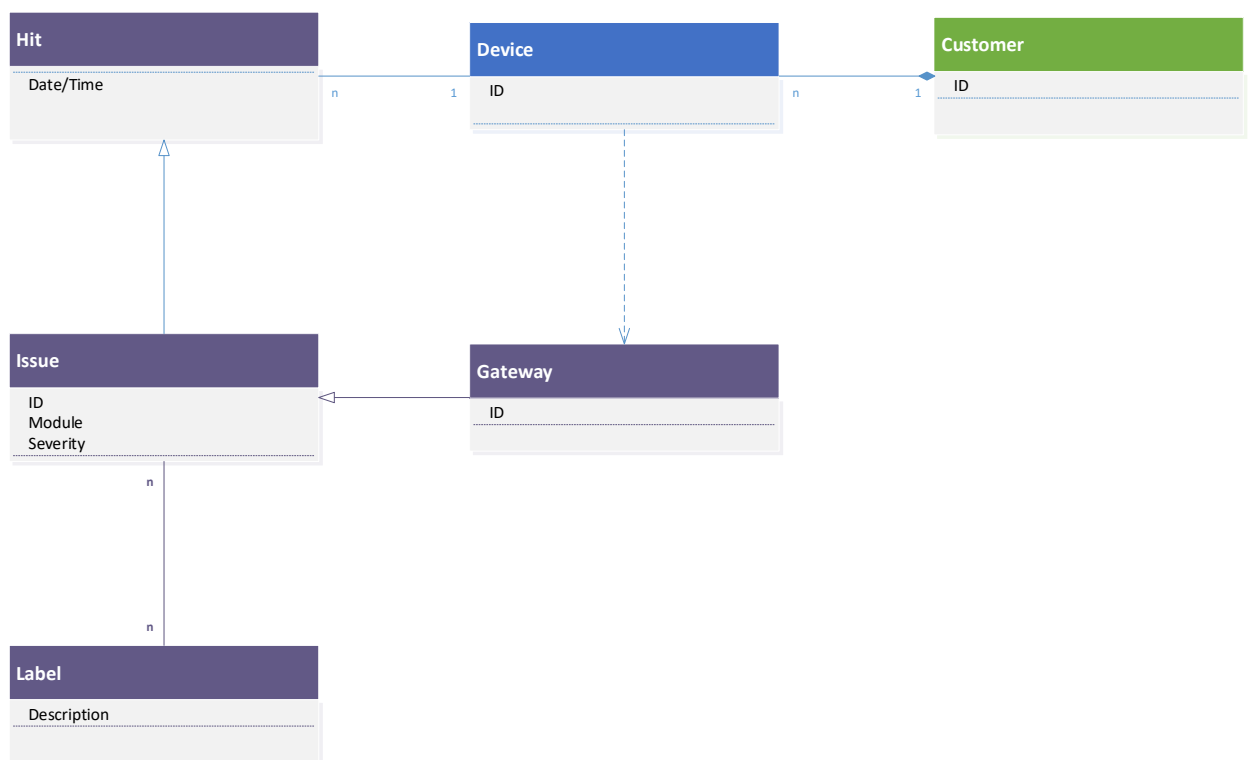 Hit
Date/Time
n
1
Device
ID
n
1
Customer
ID
Issue
ID
Module
Severity
Gateway
ID
n
n
Label
Description